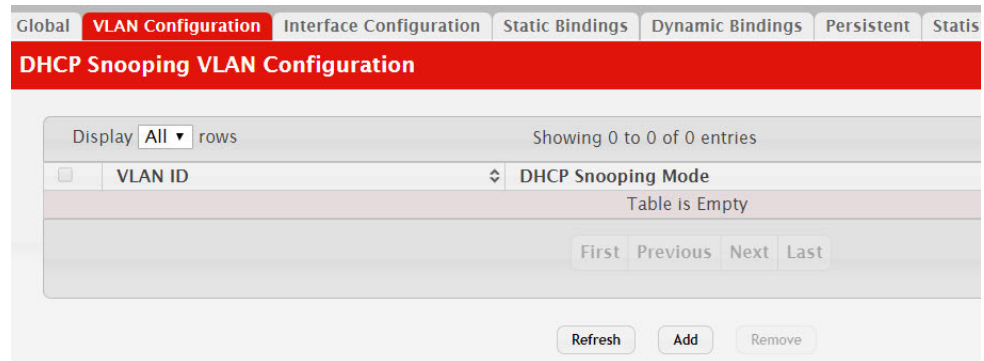 Global VLAN Configuration Interface Configuration Static Bindings Dynamic Bindings Persistent Statis
DHCP Snooping VLAN Configuration
Display All rows Showing 0 to 0 of 0 entries
VLAN ID DHCP Snooping Mode
Table is Empty
First Previous Next Last
Refresh Add Remove